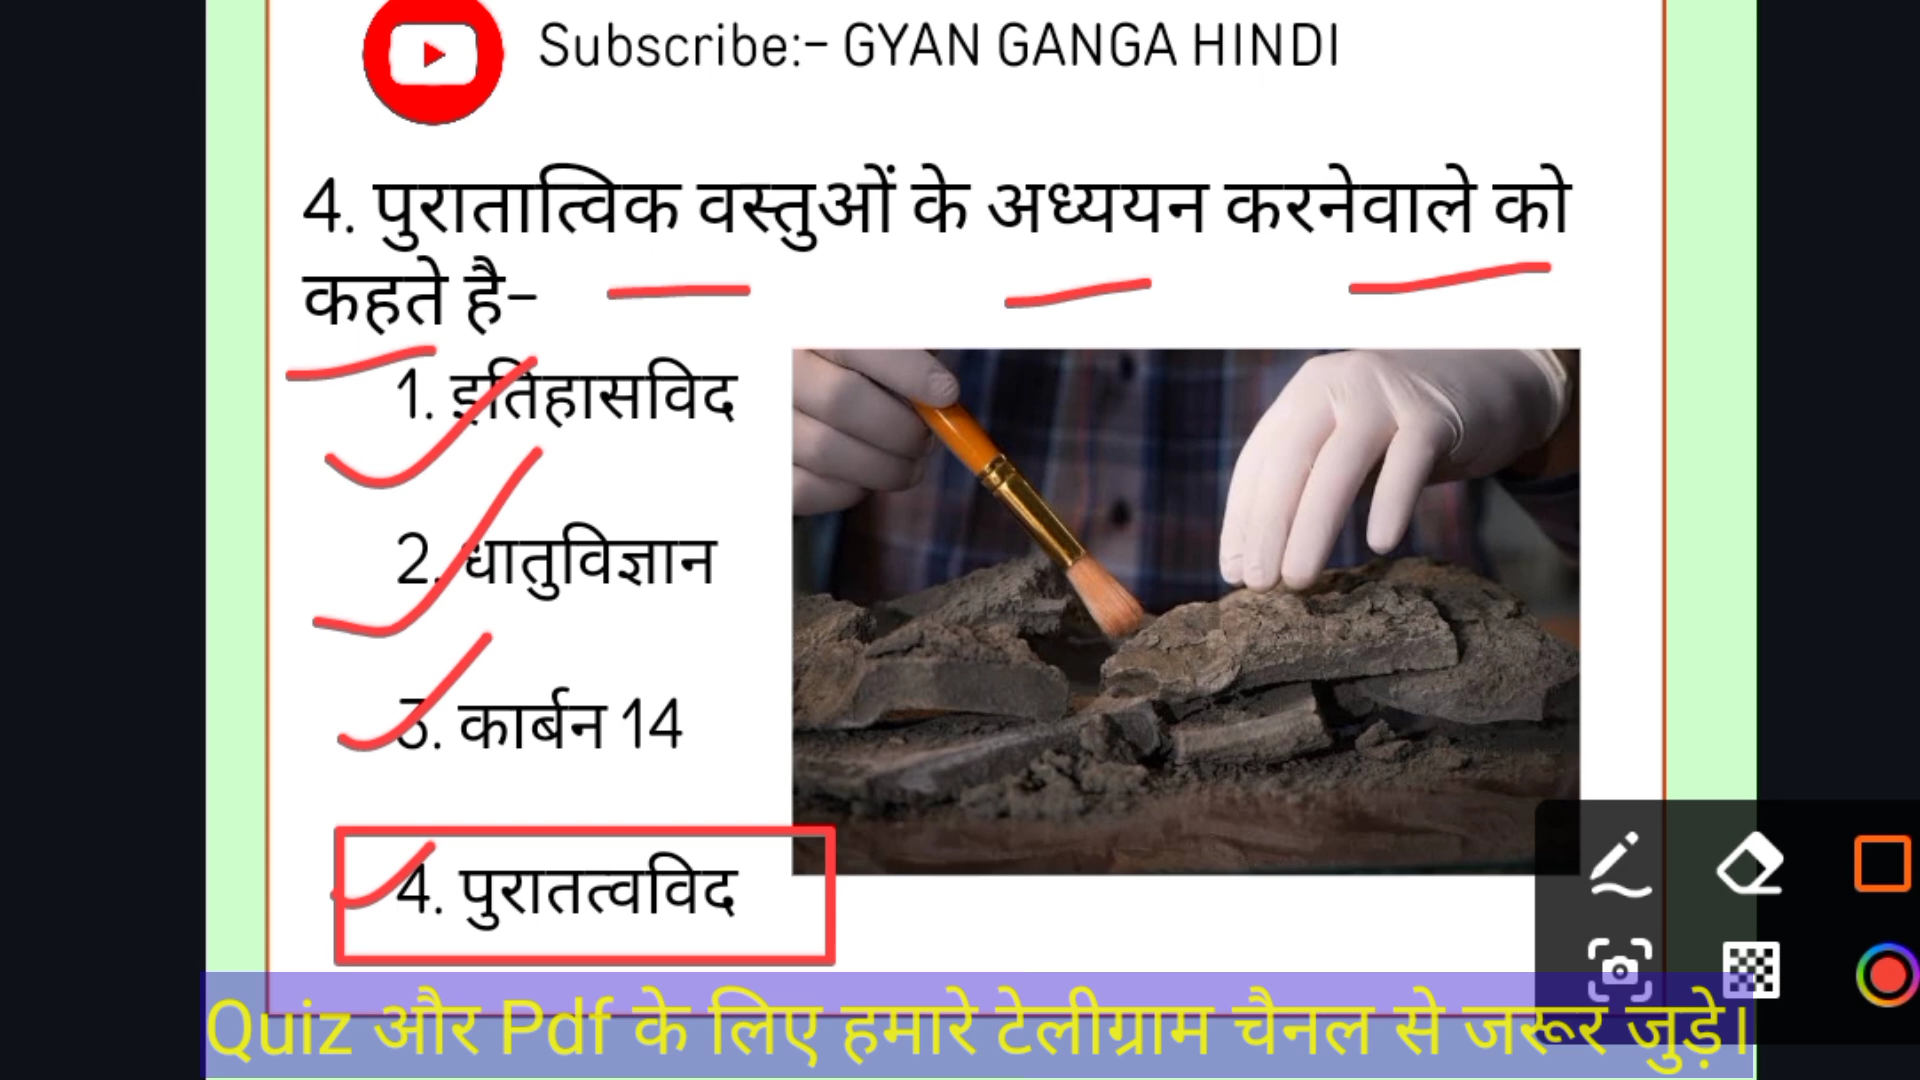 Subscribe:- GYAN GANGA HINDI
4. पुरातात्विक वस्तुओं के अध्ययन करनेवाले को
कहते है-
1. इतिहासविद
2. धातुविज्ञान
3. कार्बन 14
4. पुरातत्वविद
Quiz और Pdf के लिए हमारे टेलीग्राम चैनल से जरूर जुड़े।